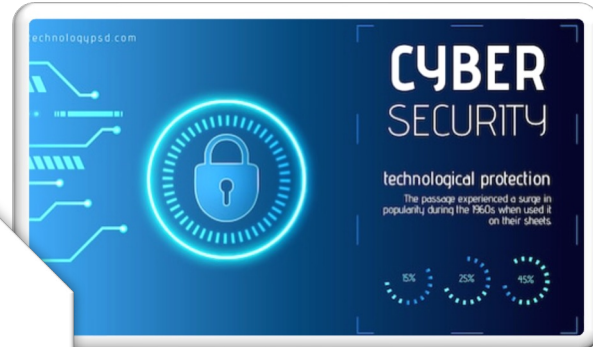 technologypsd.com
CYBER
SECURITY
technological protection
The passage experienced a surge in
popularity during the 1960s when used it
on their sheets
15%
25%
45%